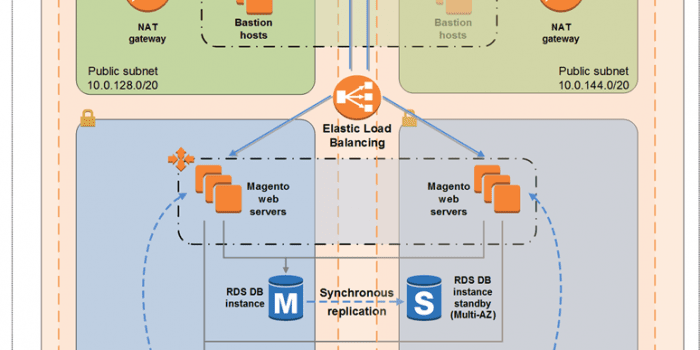 NAT
gateway
Bastion
hosts
Bastion
hosts
NAT
gateway
Public subnet
10.0.128.0/20
Public subnet
10.0.144.0/20
Elastic Load
Balancing
Magento
web
servers
Magento
web
servers
RDS DB
instance
M
Synchronous
replication
S
RDS DB
instance
standby
(Multi-AZ)